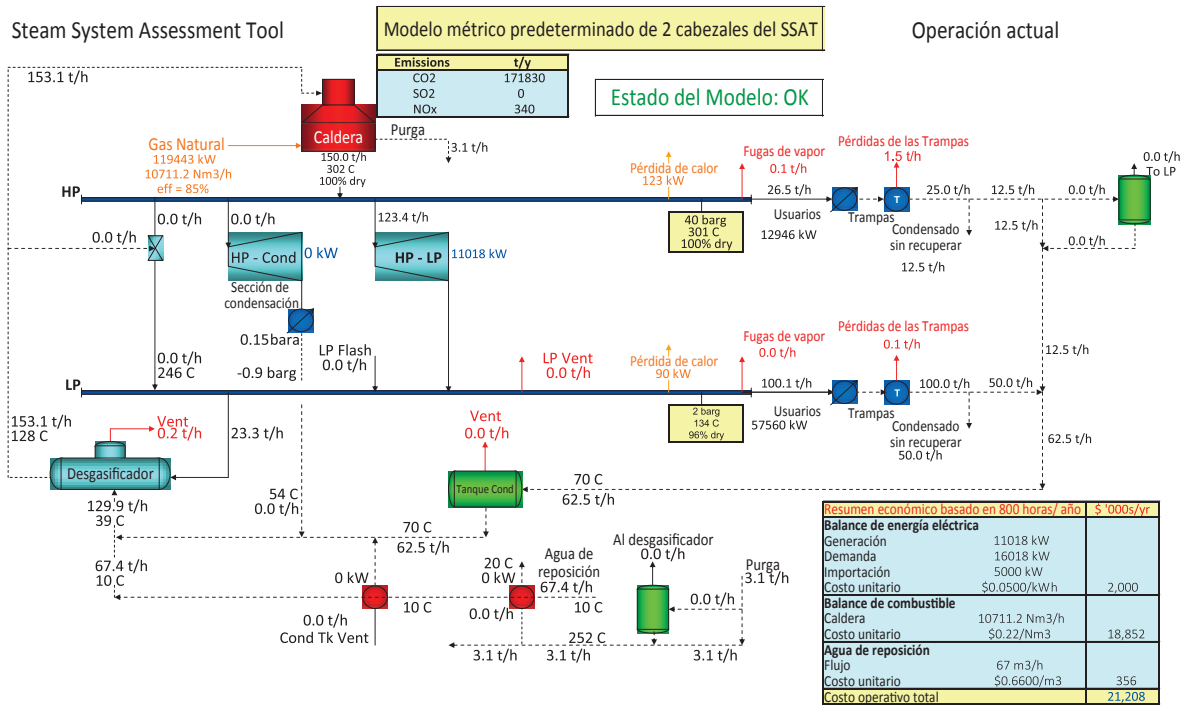 Steam System Assessment Tool
Modelo métrico predeterminado de 2 cabezales del SSAT
Operación actual
Emissions t/y
CO2 171830
SO2 0
NOx 340
Estado del Modelo: OK
153.1 t/h
Caldera
Purga
3.1 t/h
Gas Natural
119443 kW
10711.2 Nm3/h
eff = 85%
150.0 t/h
302 C
100% dry
HP
Pérdida de calor
123 kW
Fugas de vapor
0.1 t/h
Pérdidas de las Trampas
1.5 t/h
0.0 t/h
To LP
26.5 t/h
25.0 t/h
12.5 t/h
0.0 t/h
T
Usuarios
Trampas
12946 kW
40 barg
301 C
100% dry
Condensado
sin recuperar
12.5 t/h
12.5 t/h
0.0 t/h
0.0 t/h
0.0 t/h
0.0 t/h
123.4 t/h
HP - Cond
0 kW
HP - LP
11018 kW
Sección de
condensación
0.15bara
-0.9 barg
0.0 t/h
246 C
LP Flash
0.0 t/h
LP Vent
0.0 t/h
LP
Pérdida de calor
90 kW
Fugas de vapor
0.0 t/h
Pérdidas de las Trampas
0.1 t/h
12.5 t/h
100.1 t/h
100.0 t/h
50.0 t/h
T
Usuarios
Trampas
57560 kW
2 barg
134 C
96% dry
Condensado
sin recuperar
50.0 t/h
62.5 t/h
153.1 t/h
128 C
Vent
0.2 t/h
23.3 t/h
Desgasificador
Vent
0.0 t/h
Tanque Cond
70 C
62.5 t/h
129.9 t/h
39 C
54 C
0.0 t/h
70 C
62.5 t/h
67.4 t/h
10 C
0 kW
10 C
0.0 t/h
Cond Tk Vent
20 C
0 kW
0.0 t/h
Agua de
reposición
67.4 t/h
10 C
Al desgasificador
0.0 t/h
Purga
3.1 t/h
0.0 t/h
252 C
3.1 t/h
3.1 t/h
3.1 t/h
Resumen económico basado en 800 horas/ año $ '000s/yr
Balance de energía eléctrica
Generación 11018 kW
Demanda 16018 kW
Importación 5000 kW
Costo unitario $0.0500/kWh 2,000
Balance de combustible
Caldera 10711.2 Nm3/h
Costo unitario $0.22/Nm3 18,852
Agua de reposición
Flujo 67 m3/h
Costo unitario $0.6600/m3 356
Costo operativo total 21,208